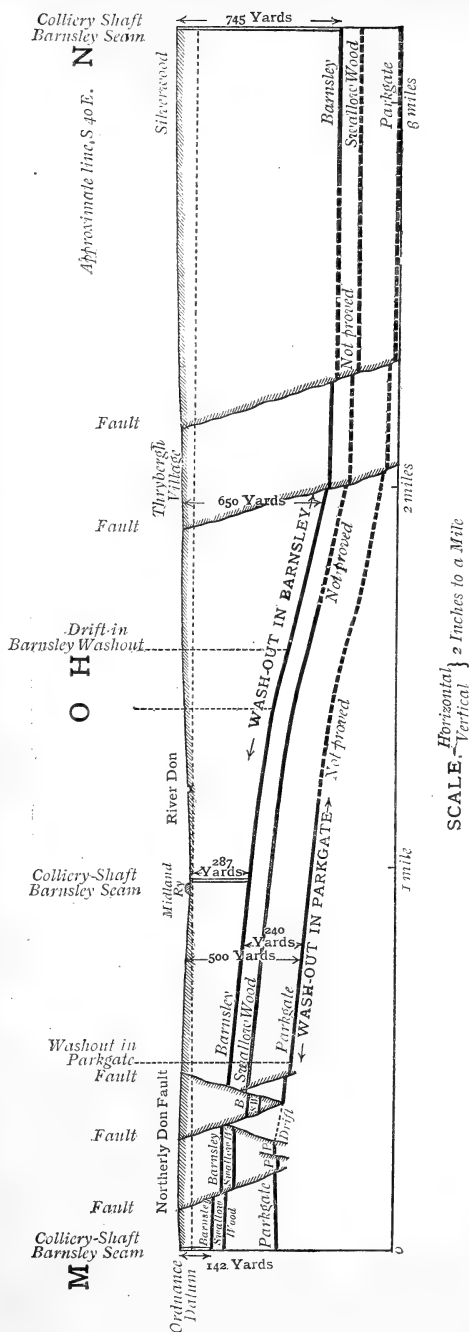 Colliery Shaft
Barnsley Seam
N
Approximate line, S 40 E.
745 Yards
Silverwood
Barnsley
Swallow Wood
Parkgate
6 miles
Not proved
Fault
Thrybergh
Village
650 Yards
2 miles
Fault
WASH-OUT IN BARNSLEY
Not proved
Drift in
Barnsley Washout
O H
Not proved
River Don
SCALE. Horizontal
Vertical } 2 Inches to a Mile
Colliery-Shaft
Barnsley Seam
Midland
Ry
287
Yards
1 mile
240
Yards
500 Yards
WASH-OUT IN PARKGATE
Barnsley
Swallow Wood
Parkgate
Washout in
Parkgate
Fault
Northerly Don Fault
B
S.W.
Drift
Fault
Barnsley
Swallow W
P
P
Fault
Barnsley
Swallow
Wood
Parkgate
Colliery-Shaft
Barnsley Seam
M
Ordnance
Datum
142 Yards
0